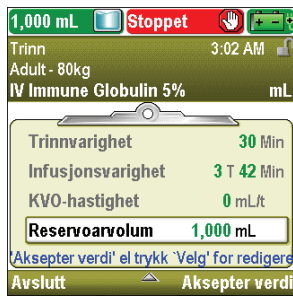 1,000 mL Stoppet
Trinn 3:02 AM
Adult - 80kg
IV Immune Globulin 5% mL
Trinnvarighet 30 Min
Infusjonsvarighet 3 T 42 Min
KVO-hastighet 0 mL/t
Reservoarvolum 1,000 mL
'Aksepter verdi' el trykk `Velg' for redigere
Avslutt Aksepter verdi